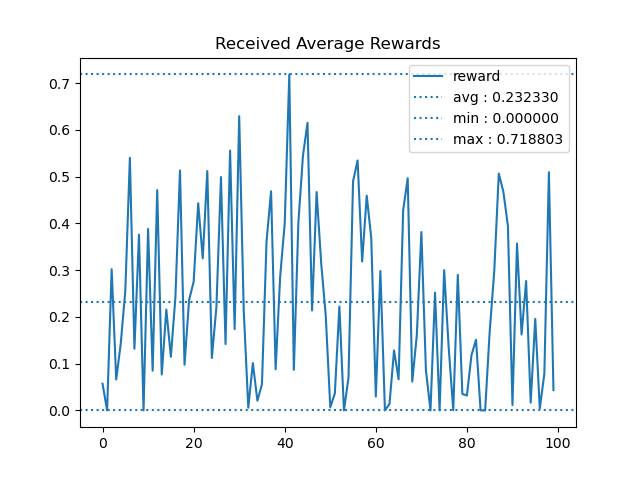 Received Average Rewards
reward
avg : 0.232330
min : 0.000000
max : 0.718803
0.7
0.6
0.5
0.4
0.3
0.2
0.1
0.0
0 20 40 60 80 100